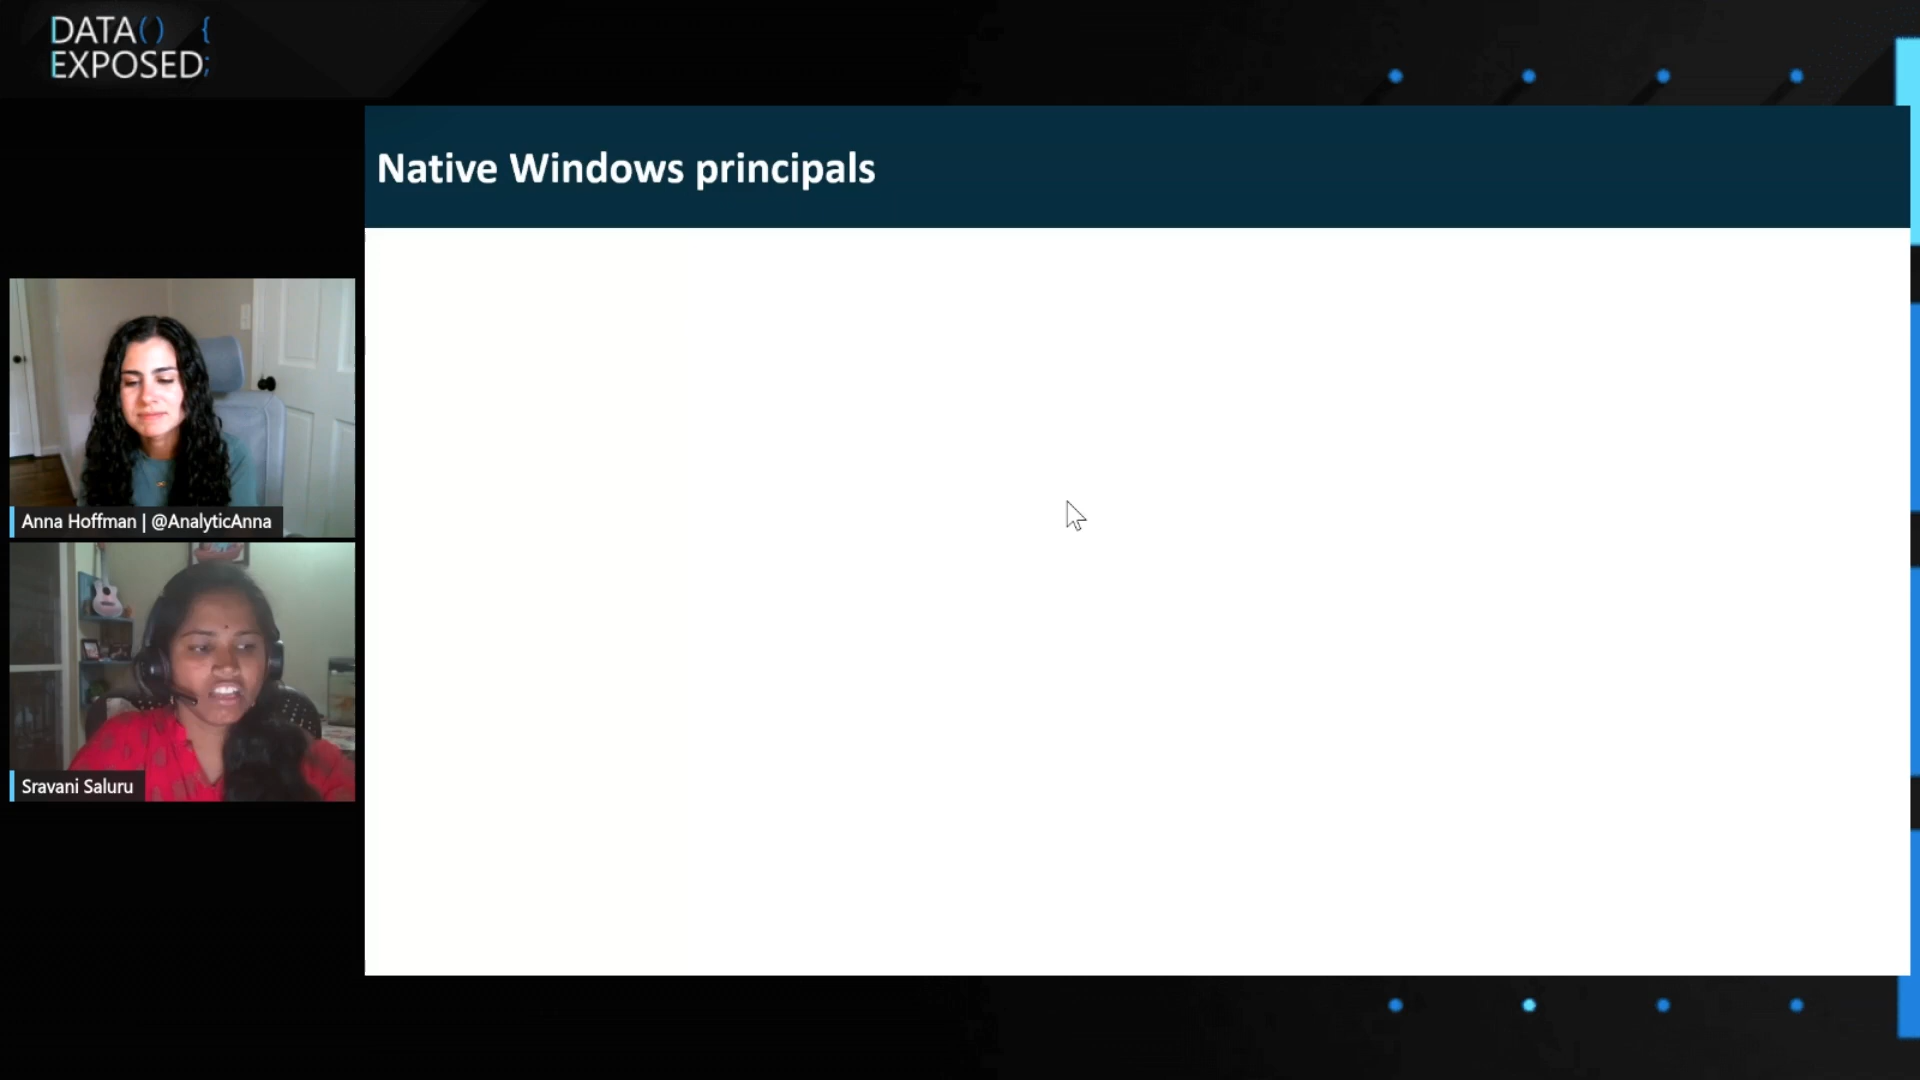 DATA() {
EXPOSED;
Native Windows principals
Anna Hoffman | @AnalyticAnna
Sravani Saluru